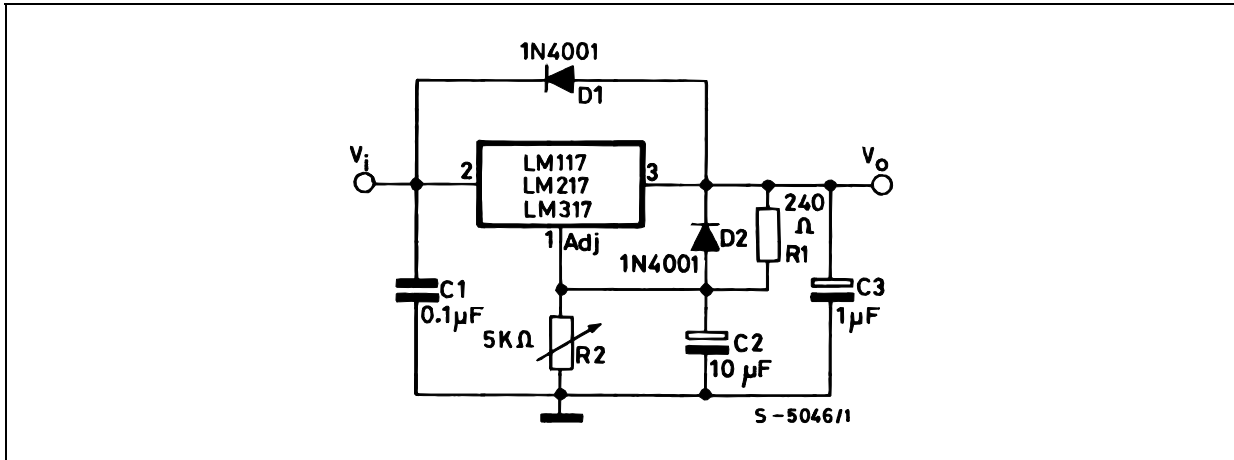 1N4001
D1
Vi
2
LM117
LM217
LM317
3
Vo
1 Adj
D2
1N4001
240
Ω
R1
C1
0.1µF
5KΩ
R2
C2
10 µF
C3
1µF
S-5046/1